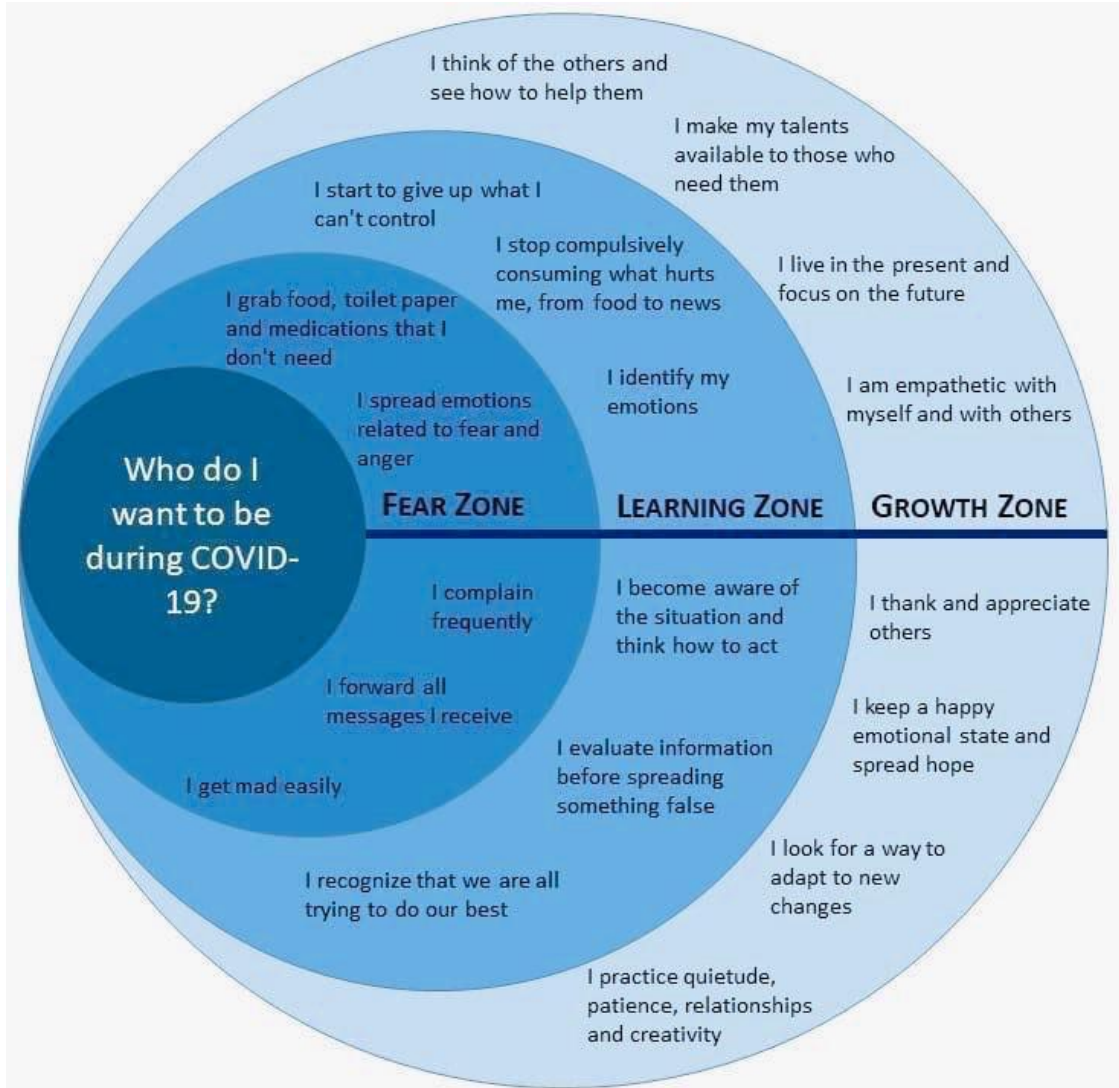 I think of the others and
see how to help them
I make my talents
available to those who
need them
I start to give up what I
can't control
I stop compulsively
consuming what hurts
me, from food to news
I live in the present and
focus on the future
I grab food, toilet paper
and medications that I
don't need
I identify my
emotions
I am empathetic with
myself and with others
I spread emotions
related to fear and
anger
Who do I
want to be
during COVID-
19?
FEAR ZONE
LEARNING ZONE
GROWTH ZONE
I complain
frequently
I become aware of
the situation and
think how to act
I thank and appreciate
others
I forward all
messages I receive
I keep a happy
emotional state and
spread hope
I evaluate information
before spreading
something false
I get mad easily
I look for a way to
adapt to new
changes
I recognize that we are all
trying to do our best
I practice quietude,
patience, relationships
and creativity